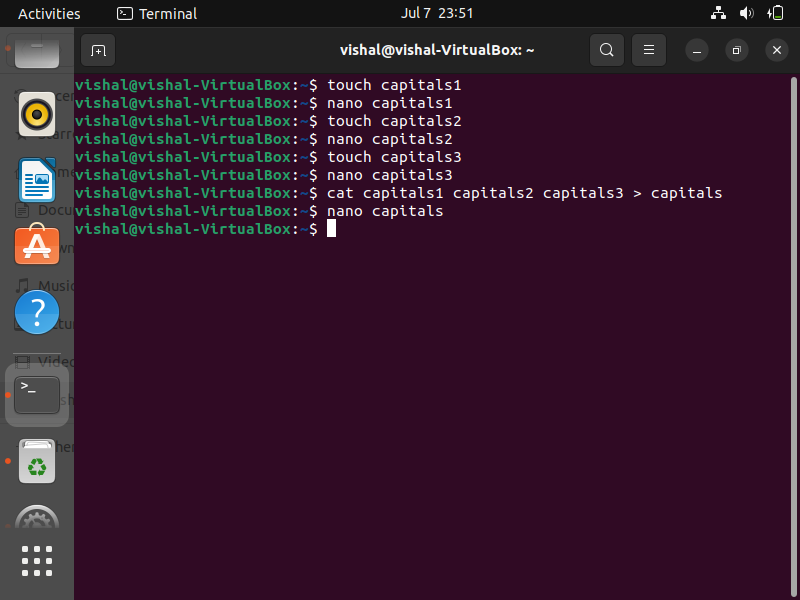 Activities Terminal Jul 7 23:51
vishal@vishal-VirtualBox: ~
vishal@vishal-VirtualBox:~$ touch capitals1
vishal@vishal-VirtualBox:~$ nano capitals1
vishal@vishal-VirtualBox:~$ touch capitals2
vishal@vishal-VirtualBox:~$ nano capitals2
vishal@vishal-VirtualBox:~$ touch capitals3
vishal@vishal-VirtualBox:~$ nano capitals3
vishal@vishal-VirtualBox:~$ cat capitals1 capitals2 capitals3 > capitals
vishal@vishal-VirtualBox:~$ nano capitals
vishal@vishal-VirtualBox:~$
Music